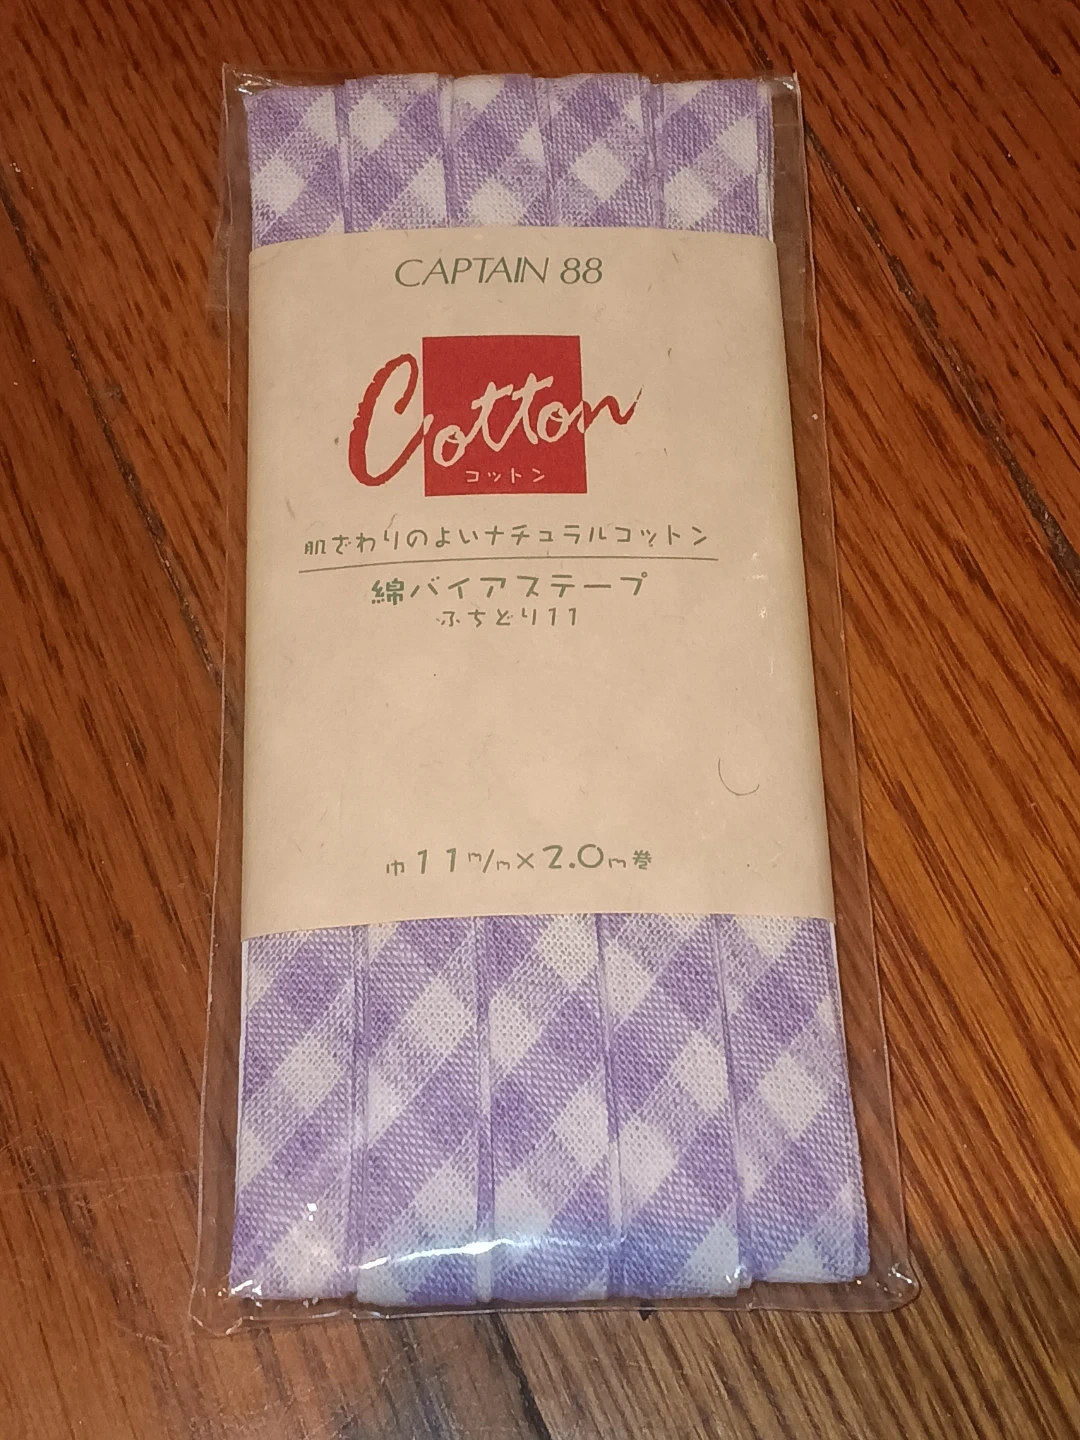 CAPTAIN 88
Cotton
コットン
肌ざわりのよいナチュラルコットン
綿バイアステープ
ふちどり11
巾11m/m×2.0m巻